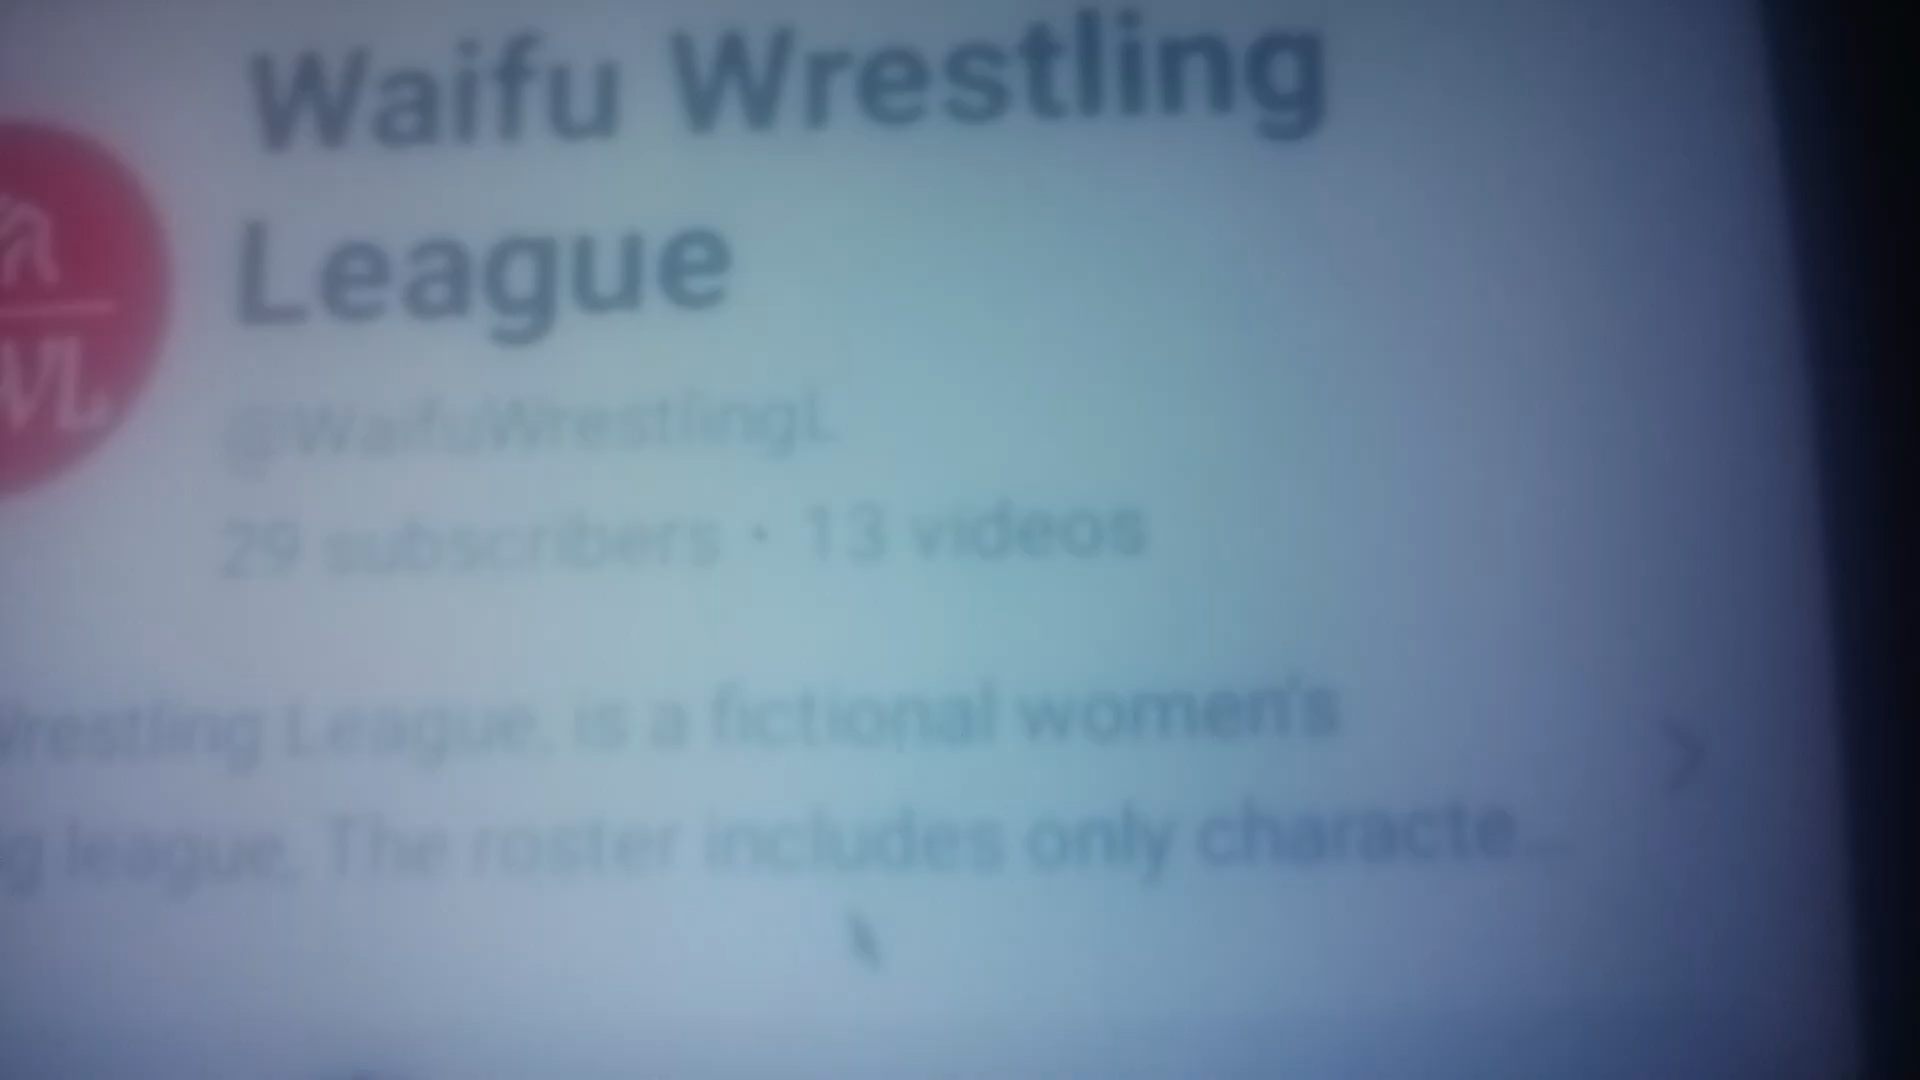 Waifu Wrestling
League
@WaifuWrestlingL
29 subscribers • 13 videos
Wrestling League, is a fictional women's
g league. The roster includes only characte...